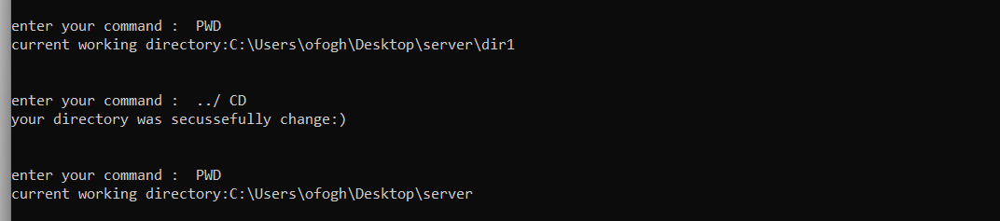 enter your command :  PWD
current working directory:C:\Users\ofogh\Desktop\server\dir1
enter your command :  ../ CD
your directory was secussefully change:)
enter your command :  PWD
current working directory:C:\Users\ofogh\Desktop\server